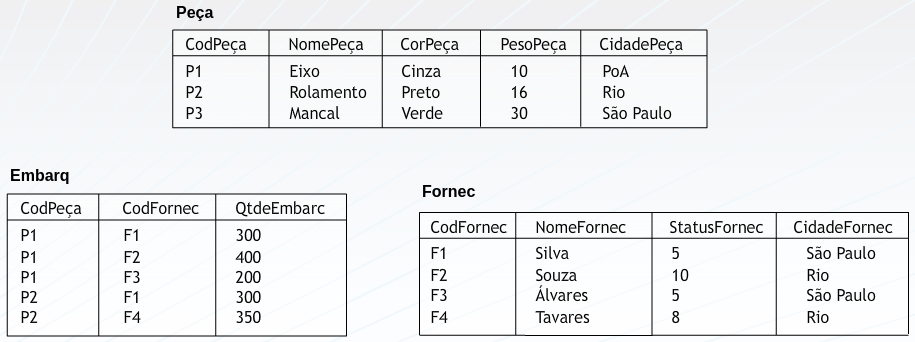 Peça
CodPeça NomePeça CorPeça PesoPeça CidadePeça
P1 Eixo Cinza 10 PoA
P2 Rolamento Preto 16 Rio
P3 Mancal Verde 30 São Paulo
Embarq
CodPeça CodFornec QtdeEmbarc
P1 F1 300
P1 F2 400
P1 F3 200
P2 F1 300
P2 F4 350
Fornec
CodFornec NomeFornec StatusFornec CidadeFornec
F1 Silva 5 São Paulo
F2 Souza 10 Rio
F3 Álvares 5 São Paulo
F4 Tavares 8 Rio